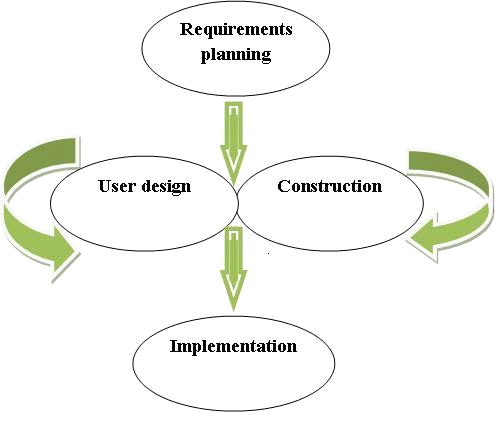 Requirements
planning
User design
Construction
Implementation